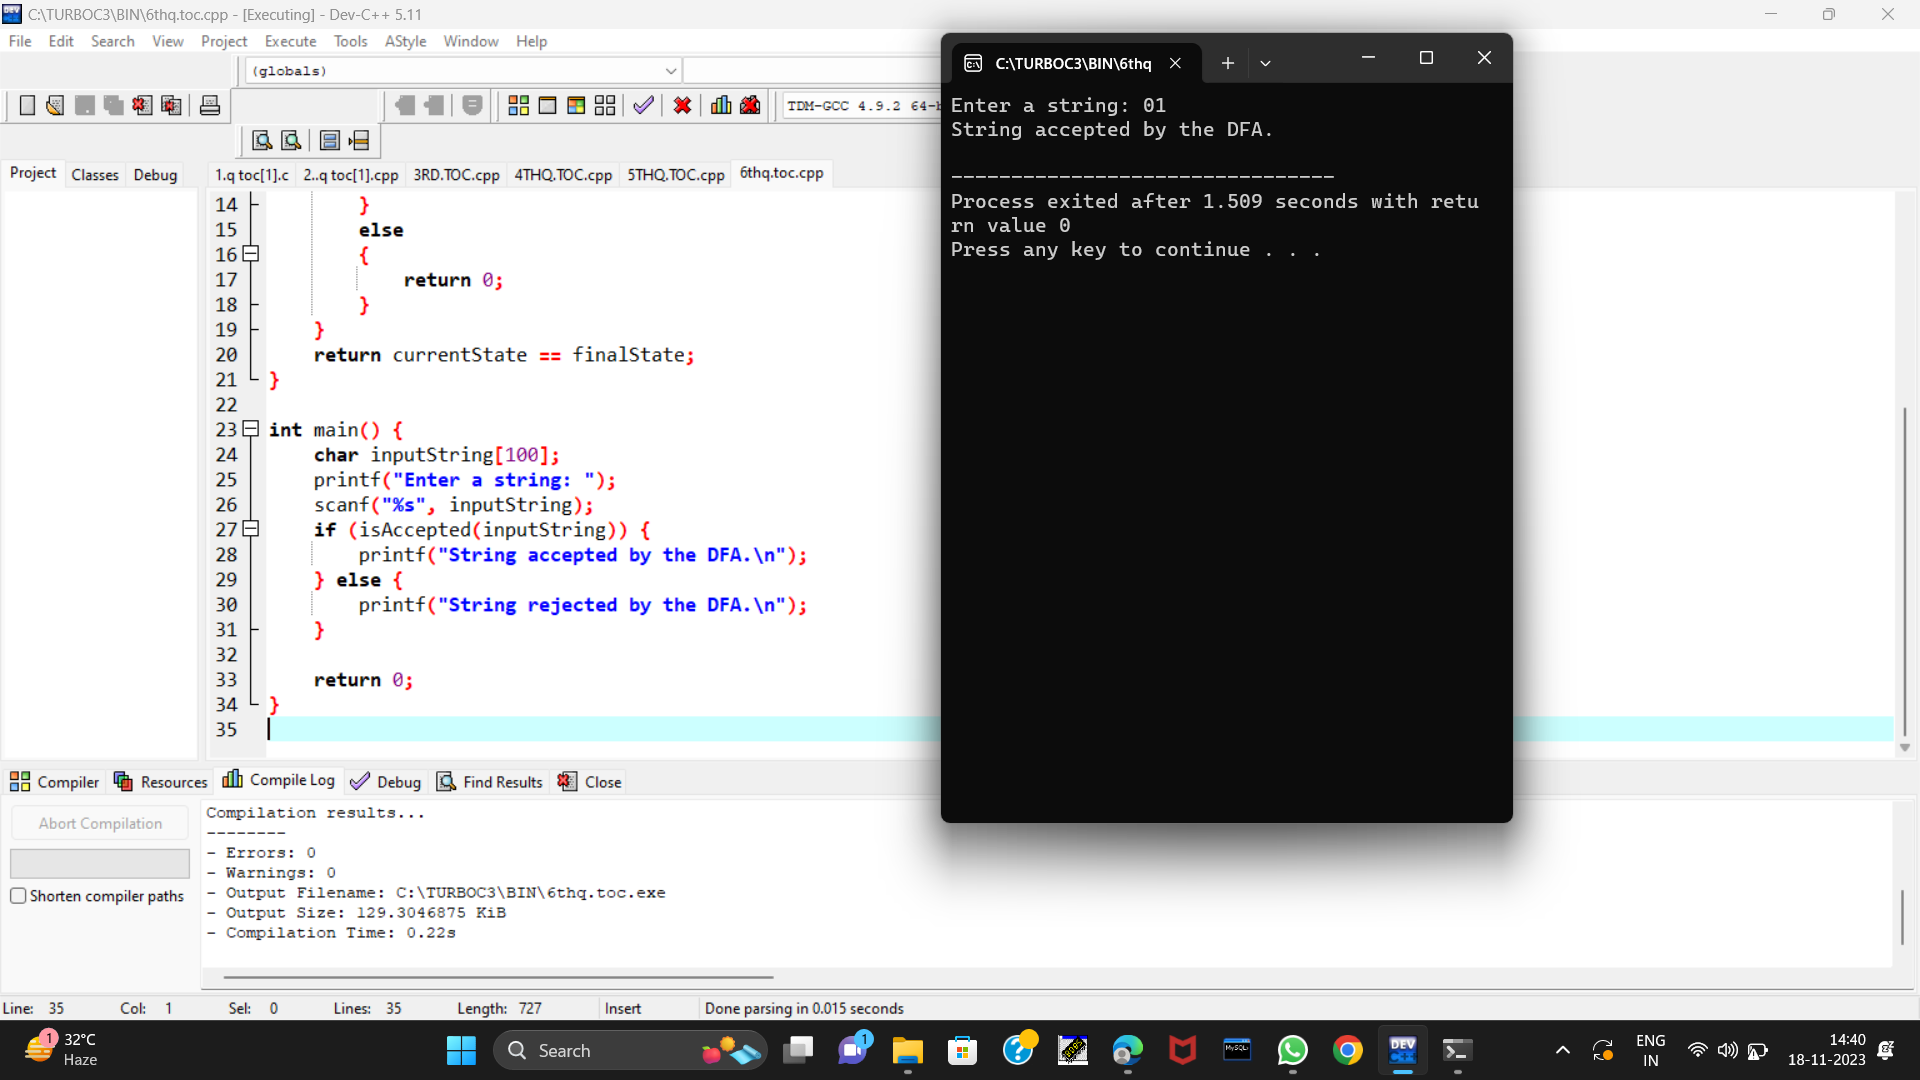 C:\TURBOC3\BIN\6thq.toc.cpp - [Executing] - Dev-C++ 5.11
File Edit Search View Project Execute Tools AStyle Window Help
(globals)
TDM-GCC 4.9.2 64-b
Project Classes Debug
1.q toc[1].c 2..q toc[1].cpp 3RD.TOC.cpp 4THQ.TOC.cpp 5THQ.TOC.cpp 6thq.toc.cpp
14 }
15 else
16 {
17 return 0;
18 }
19 }
20 return currentState == finalState;
21 }
22
23 int main() {
24 char inputString[100];
25 printf("Enter a string: ");
26 scanf("%s", inputString);
27 if (isAccepted(inputString)) {
28 printf("String accepted by the DFA.\n");
29 } else {
30 printf("String rejected by the DFA.\n");
31 }
32
33 return 0;
34 }
35
C:\TURBOC3\BIN\6thq
Enter a string: 01
String accepted by the DFA.
--------------------------------
Process exited after 1.509 seconds with retu
rn value 0
Press any key to continue . . .
Compiler Resources Compile Log Debug Find Results Close
Abort Compilation
Shorten compiler paths
Compilation results...
--------
- Errors: 0
- Warnings: 0
- Output Filename: C:\TURBOC3\BIN\6thq.toc.exe
- Output Size: 129.3046875 KiB
- Compilation Time: 0.22s
Line: 35 Col: 1 Sel: 0 Lines: 35 Length: 727 Insert Done parsing in 0.015 seconds
1
32°C
Haze
Search
1
MySQL
DEV
C++
ENG
IN
14:40
18-11-2023